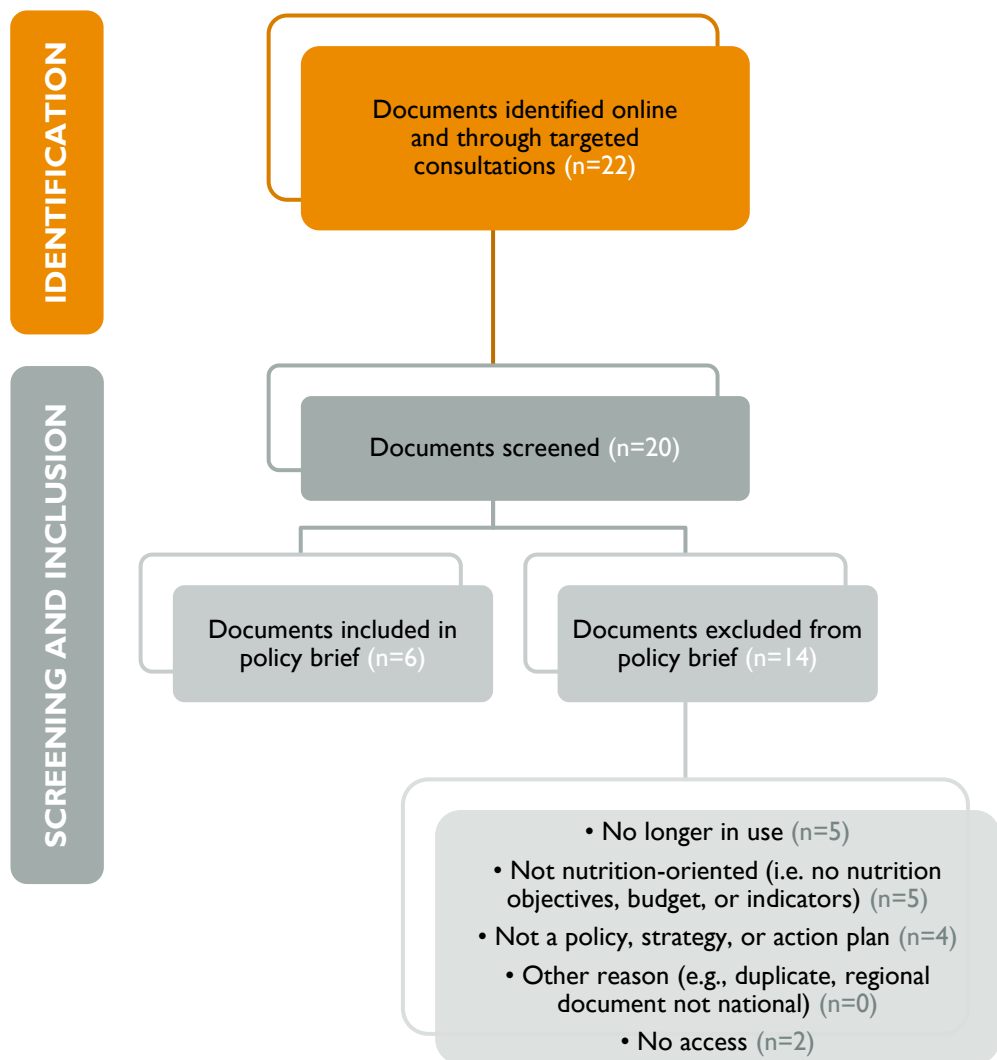 IDENTIFICATION
Documents identified online
and through targeted
consultations (n=22)
SCREENING AND INCLUSION
Documents screened (n=20)
Documents included in
policy brief (n=6)
Documents excluded from
policy brief (n=14)
• No longer in use (n=5)
• Not nutrition-oriented (i.e. no nutrition
objectives, budget, or indicators) (n=5)
• Not a policy, strategy, or action plan (n=4)
• Other reason (e.g., duplicate, regional
document not national) (n=0)
• No access (n=2)